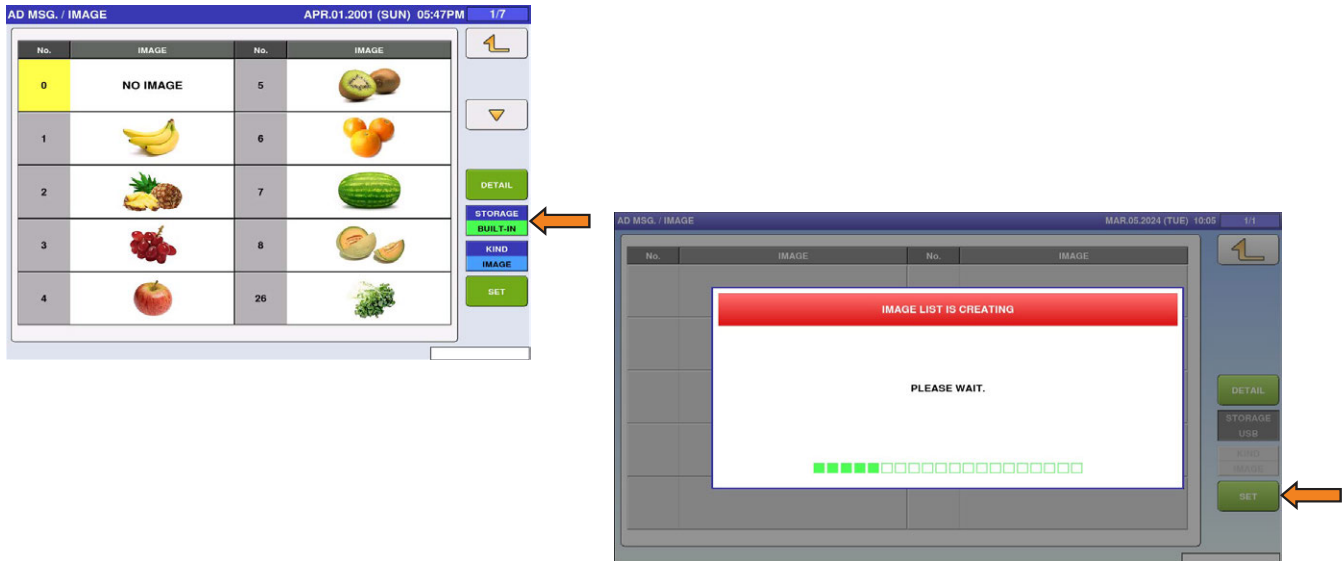 AD MSG. / IMAGE APR.01.2001 (SUN) 05:47PM 1/7
No. IMAGE No. IMAGE
0 NO IMAGE 5
1 6
2 7
DETAIL
STORAGE
BUILT-IN
3 8
KIND
IMAGE
4 26
SET
AD MSG. / IMAGE MAR.05.2024 (TUE) 10:05 1/1
No. IMAGE No. IMAGE
IMAGE LIST IS CREATING
PLEASE WAIT.
DETAIL
STORAGE
USB
KIND
IMAGE
SET